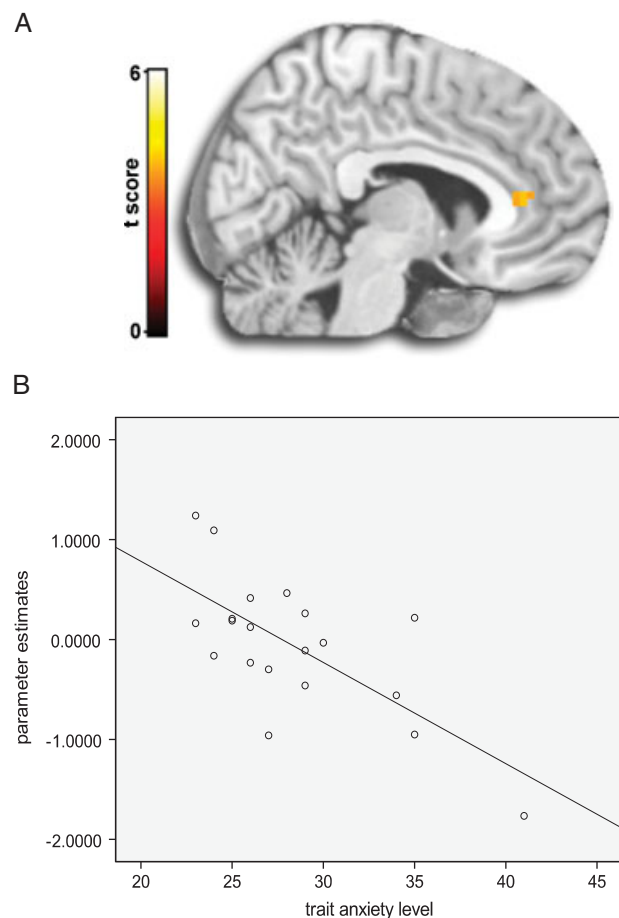 A
6
t score
0
B
2.0000
1.0000
0.0000
-1.0000
-2.0000
parameter estimates
20 25 30 35 40 45
trait anxiety level